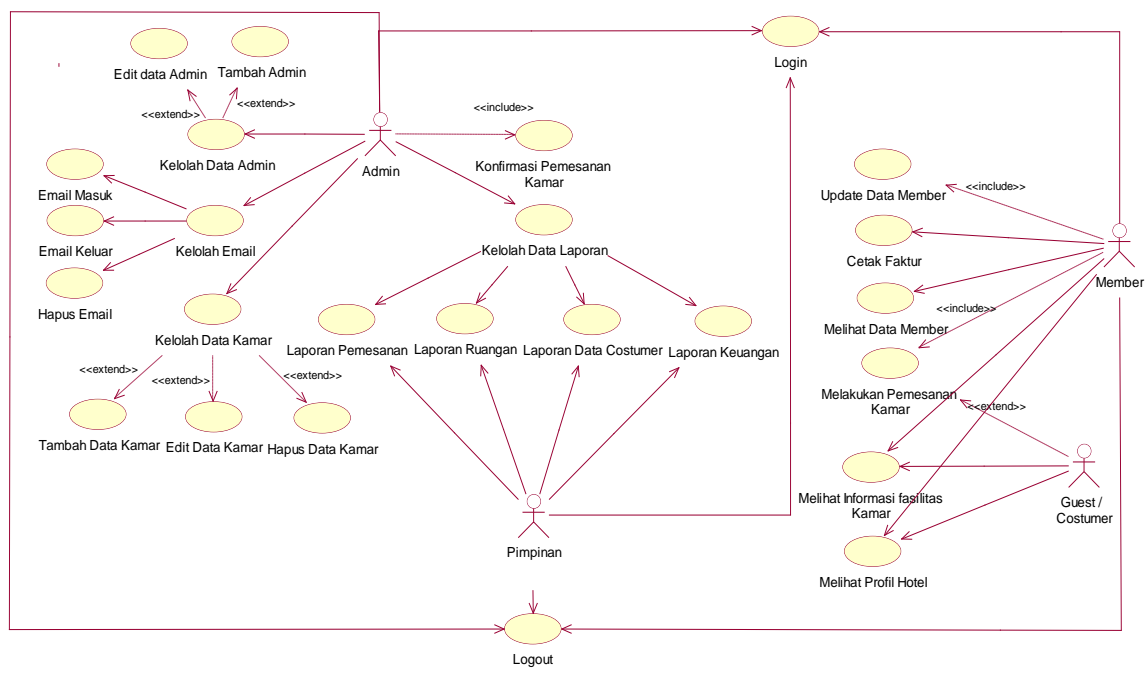 Login
Edit data Admin
Tambah Admin
<<extend>>
<<extend>>
<<include>>
Kelolah Data Admin
Admin
Konfirmasi Pemesanan
Kamar
Email Masuk
Email Keluar
Kelolah Email
Hapus Email
Kelolah Data Laporan
Update Data Member
<<include>>
Cetak Faktur
Member
Melihat Data Member
<<include>>
Kelolah Data Kamar
Laporan Pemesanan
Laporan Ruangan
Laporan Data Costumer
Laporan Keuangan
<<extend>>
<<extend>>
<<extend>>
Melakukan Pemesanan
Kamar
<<extend>>
Tambah Data Kamar
Edit Data Kamar
Hapus Data Kamar
Melihat Informasi fasilitas
Kamar
Guest /
Costumer
Pimpinan
Melihat Profil Hotel
Logout